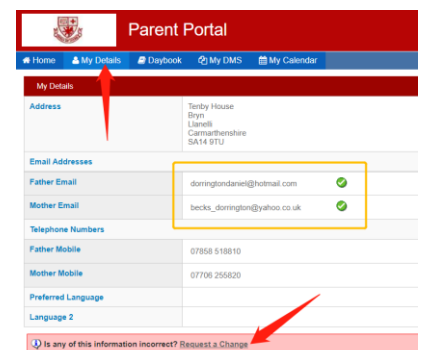 Parent Portal
Home My Details Daybook My DMS My Calendar
My Details
Address Tenby House
Bryn
Llanelli
Carmarthenshire
SA14 9TU
Email Addresses
Father Email dorringtondaniel@hotmail.com
Mother Email becks_dorrington@yahoo.co.uk
Telephone Numbers
Father Mobile 07858 518810
Mother Mobile 07706 255820
Preferred Language
Language 2
Is any of this information incorrect? Request a Change